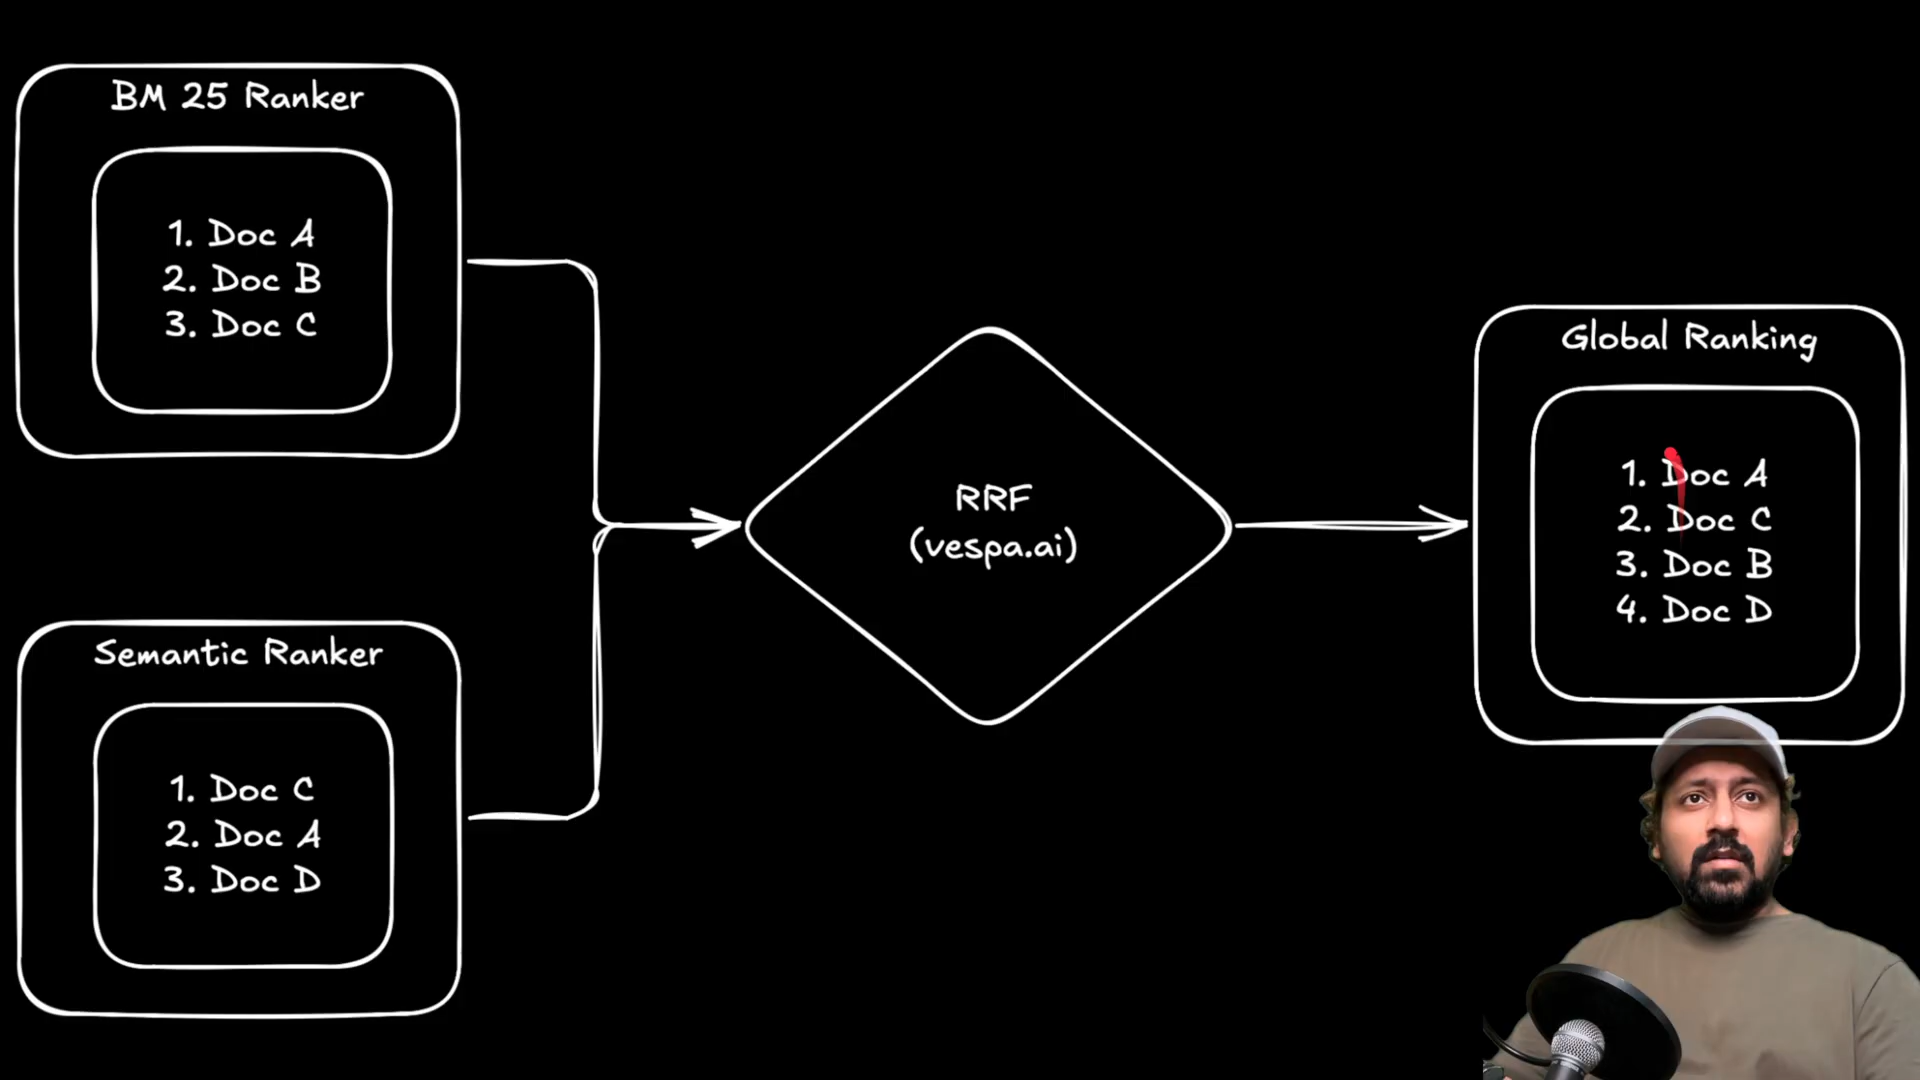 BM 25 Ranker
1. Doc A
2. Doc B
3. Doc C
Semantic Ranker
1. Doc C
2. Doc A
3. Doc D
RRF
(vespa.ai)
Global Ranking
1. Doc A
2. Doc C
3. Doc B
4. Doc D